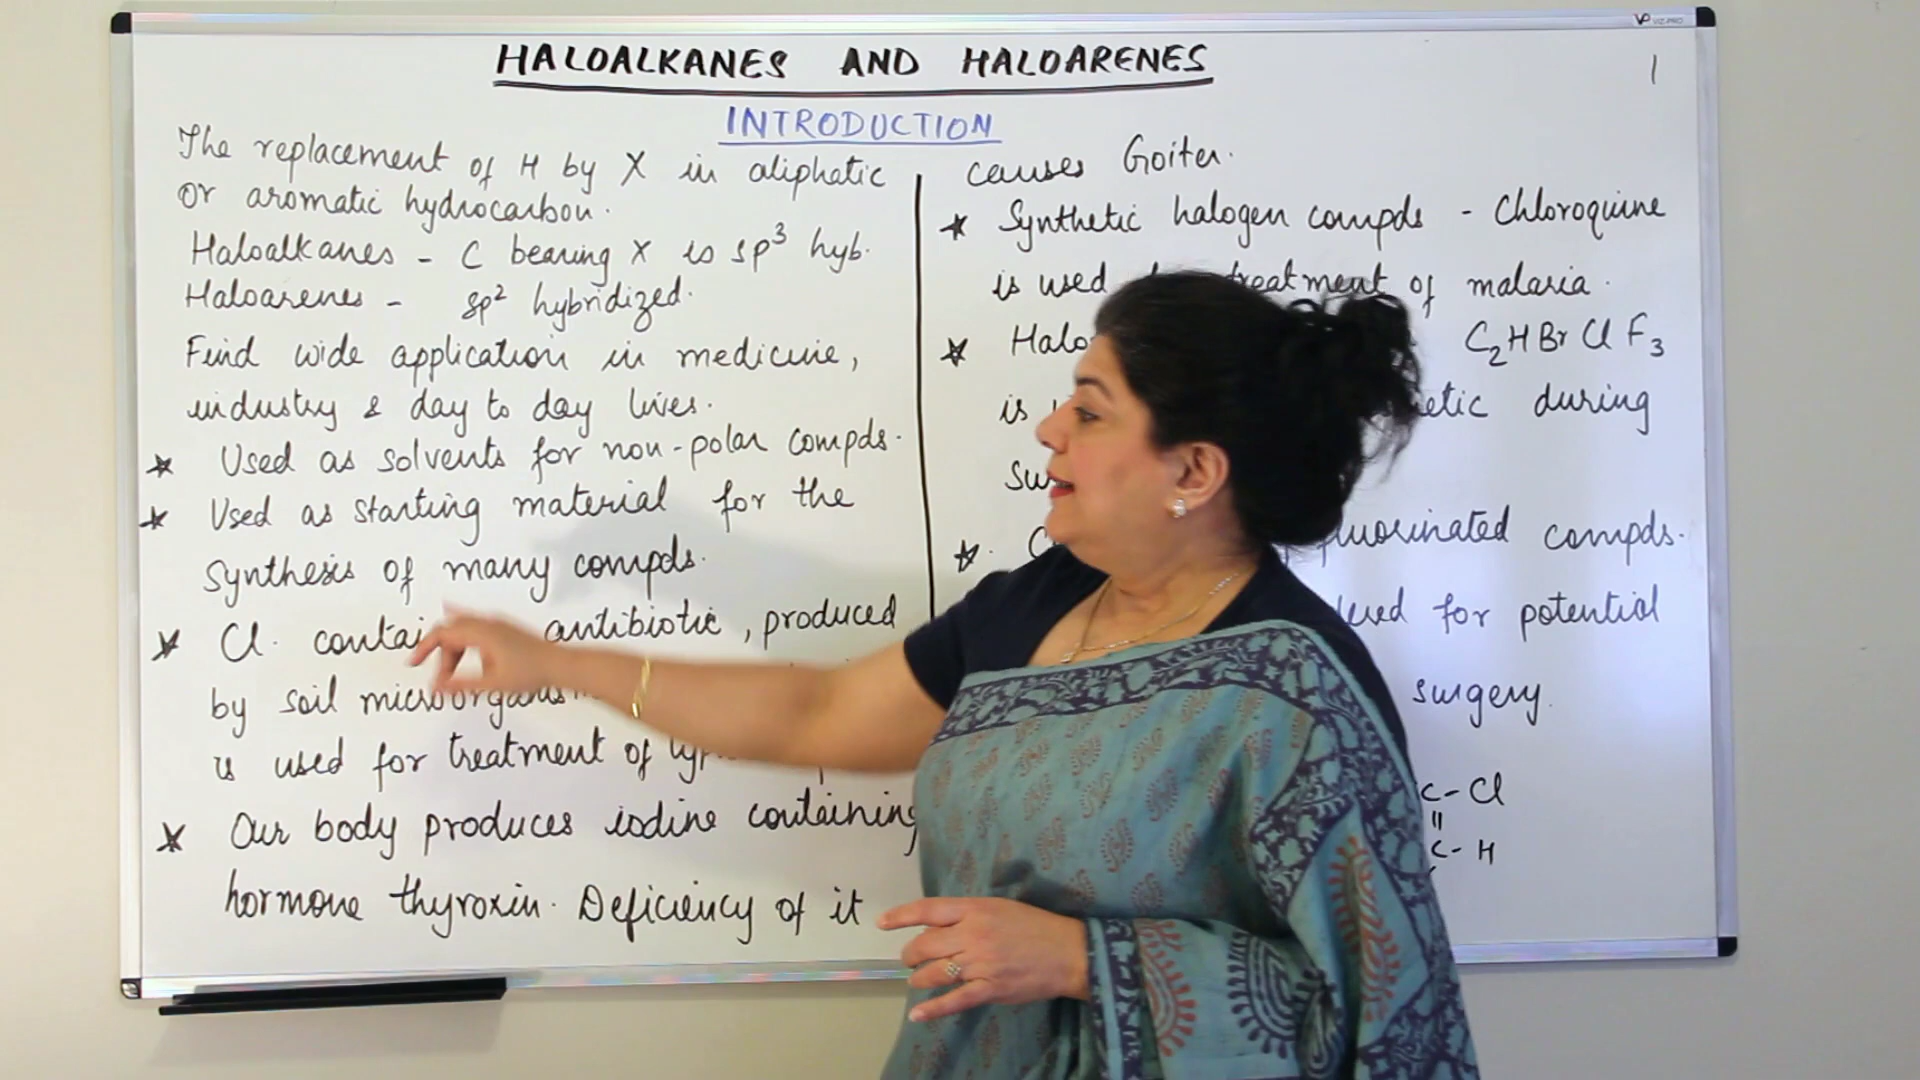 VIZ-PRO
HALOALKANES AND HALOARENES
1
INTRODUCTION
The replacement of H by X in aliphatic
or aromatic hydrocarbon.
Haloalkanes - C bearing X is sp³ hyb.
Haloarenes - sp² hybridized.
Find wide application in medicine,
industry & day to day lives.
* Used as solvents for non-polar compds.
* Used as starting material for the
synthesis of many compds.
* Cl. antibiotic, produced
by soil
is used for treatment of
* Our body produces iodine containing
hormone thyroxin. Deficiency of it
causes Goiter.
* Synthetic halogen compds - Chloroquine
is used treatment of malaria.
* C₂HBrClF₃
is during
*. fluorinated compds.
for potential
surgery.
C-Cl
||
C-H